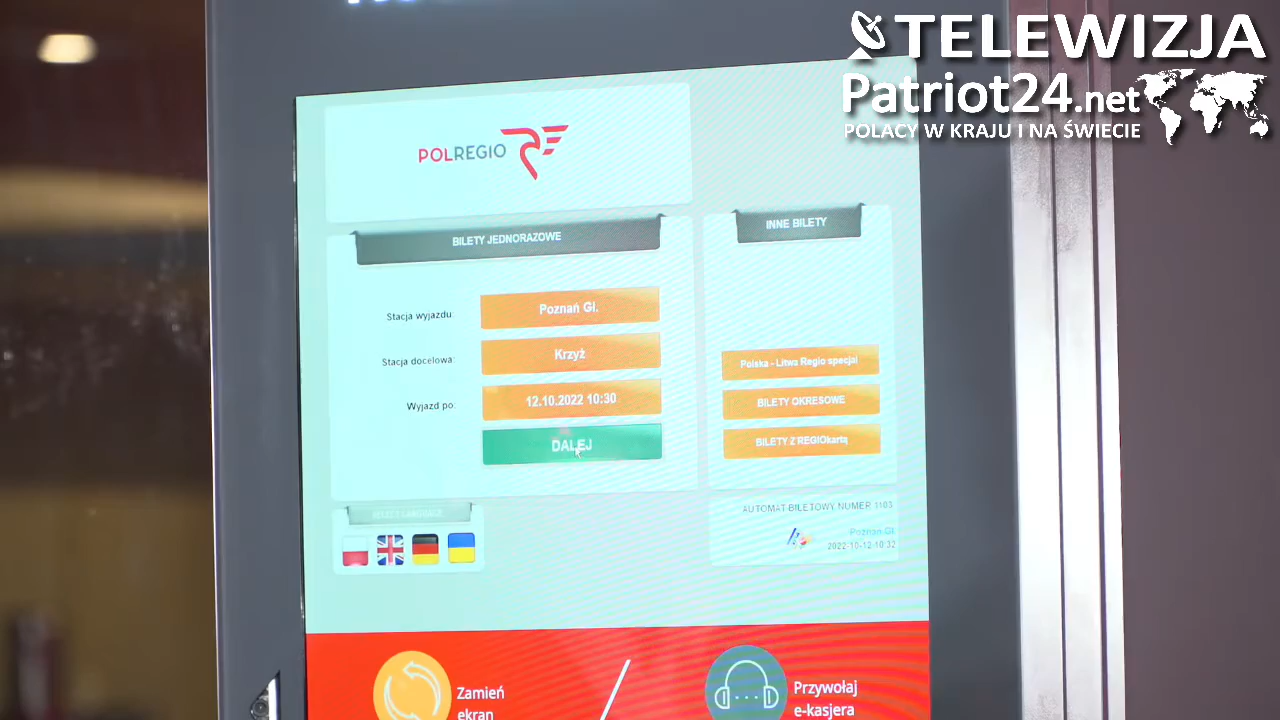 TELEWIZJA
Patriot24.net
POLACY W KRAJU I NA ŚWIECIE
POLREGIO
BILETY JEDNORAZOWE
INNE BILETY
Stacja wyjazdu:
Poznań Gł.
Stacja docelowa:
Krzyż
Wyjazd po:
12.10.2022 10:30
DALEJ
Polska - Litwa Regio specjal
BILETY OKRESOWE
BILETY Z REGIOkartą
SELECT LANGUAGE
AUTOMAT BILETOWY NUMER 1103
Poznań Gł.
2022-10-12 10:32
Zamień
ekran
Przywołaj
e-kasjera